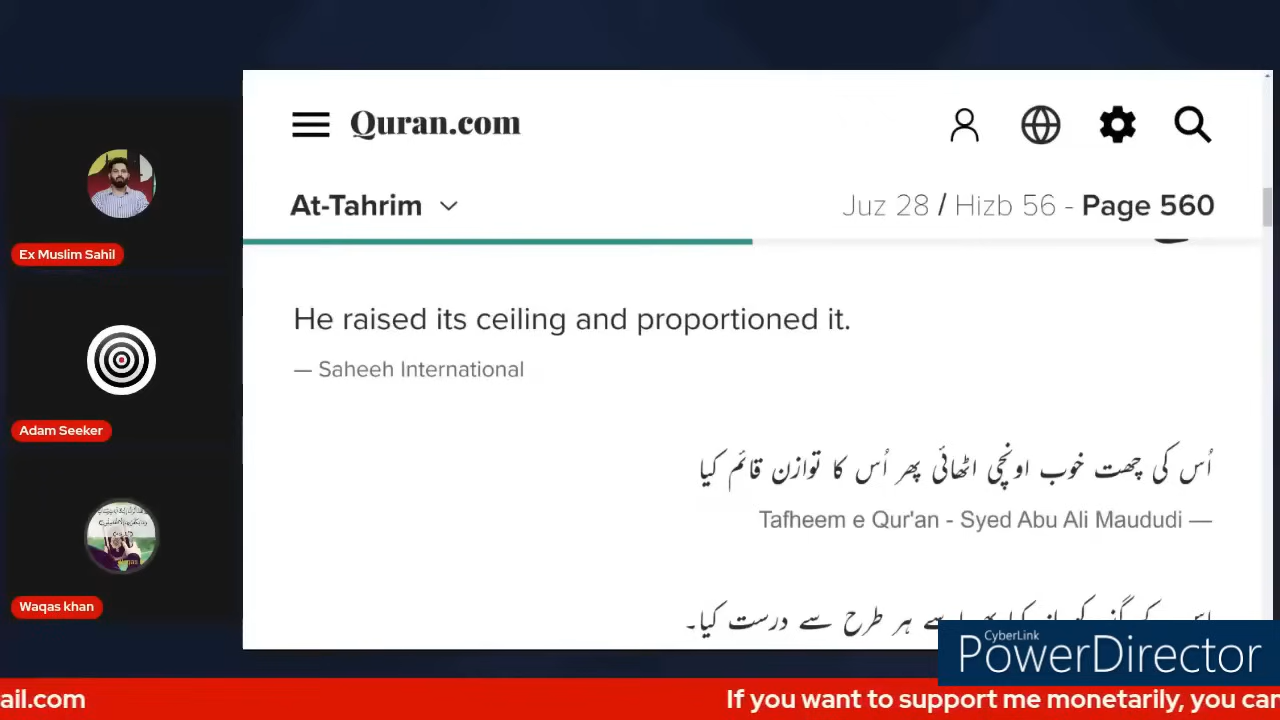 Quran.com
At-Tahrim
Juz 28 / Hizb 56 - Page 560
He raised its ceiling and proportioned it.
— Saheeh International
اُس کی چھت خوب اونچی اٹھائی پھر اُس کا توازن قائم کیا
Tafheem e Qur'an - Syed Abu Ali Maududi —
سے ہر طرح سے درست کیا۔
Ex Muslim Sahil
Adam Seeker
Waqas khan
CyberLink
PowerDirector
ail.com
If you want to support me monetarily, you can